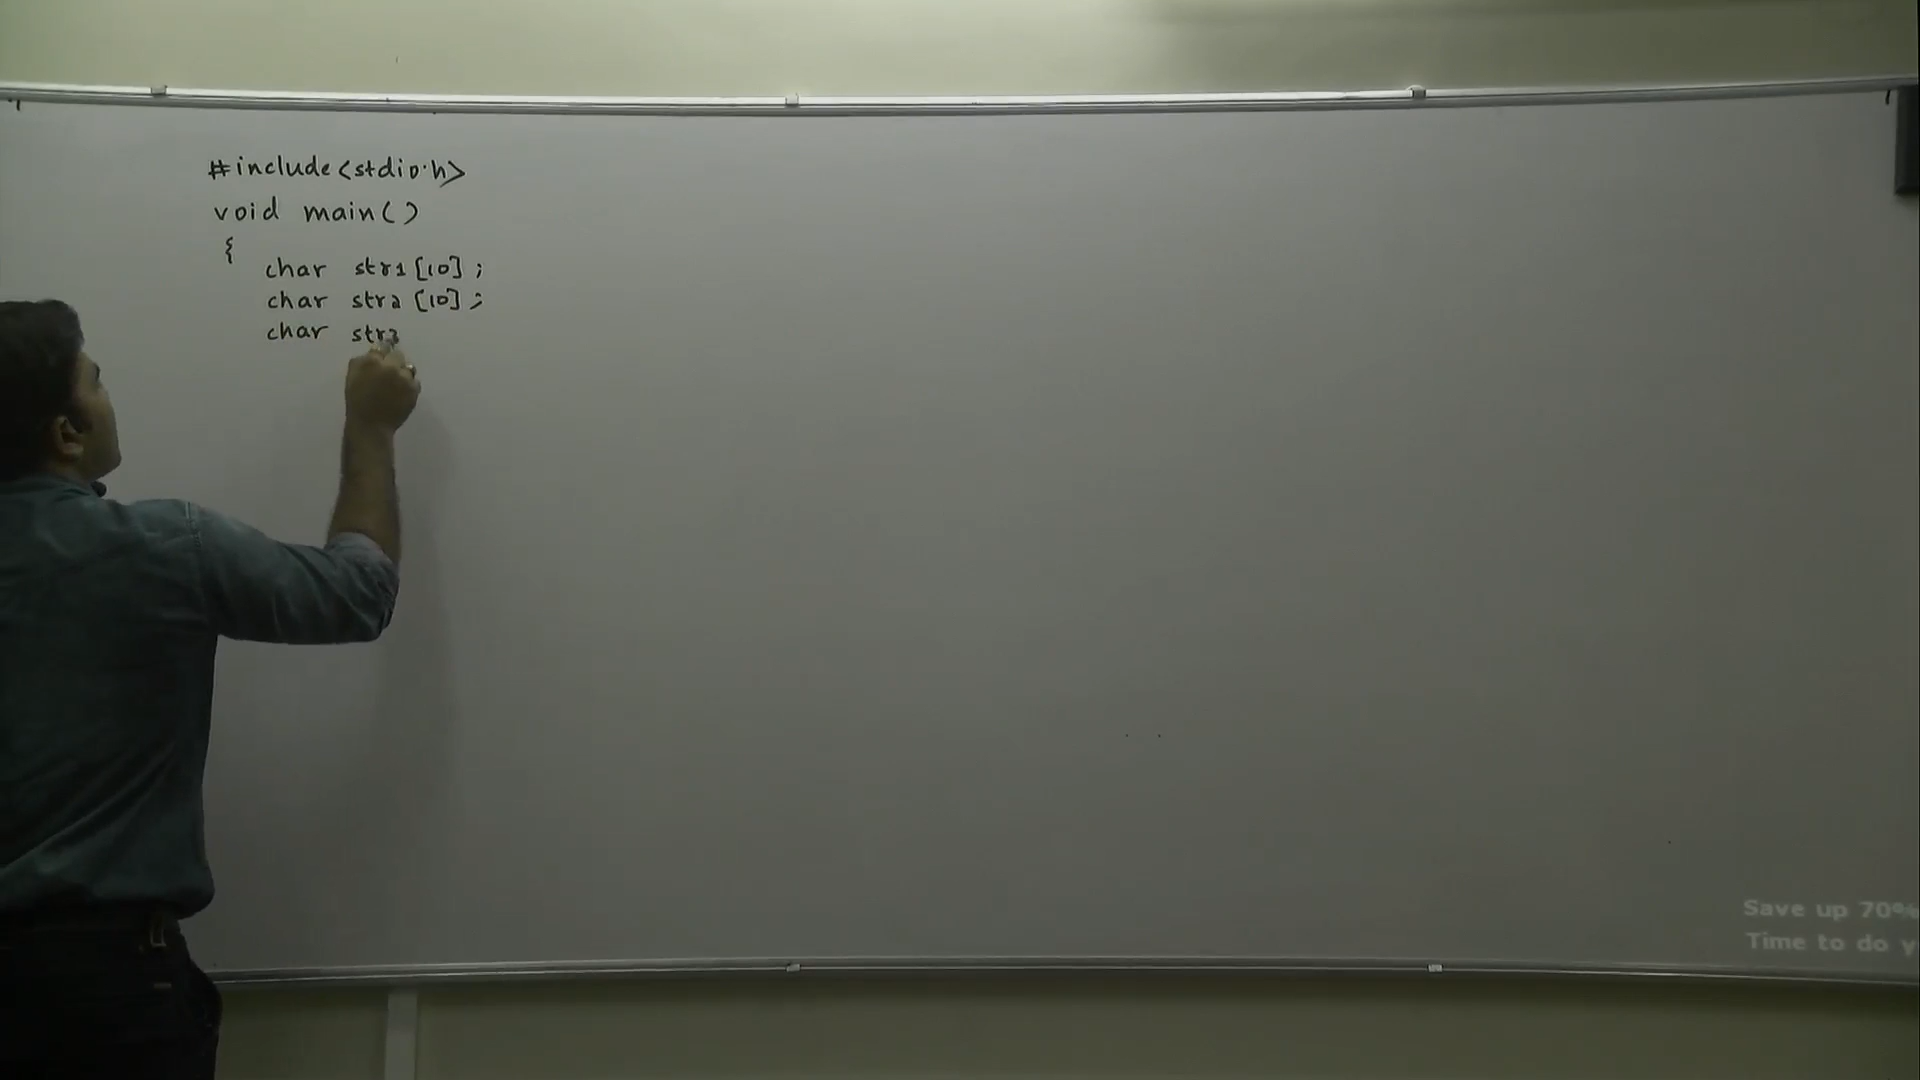 #include<stdio.h>
void main()
{
char str1[10];
char str2[10];
char str3
Save up 70%
Time to do y